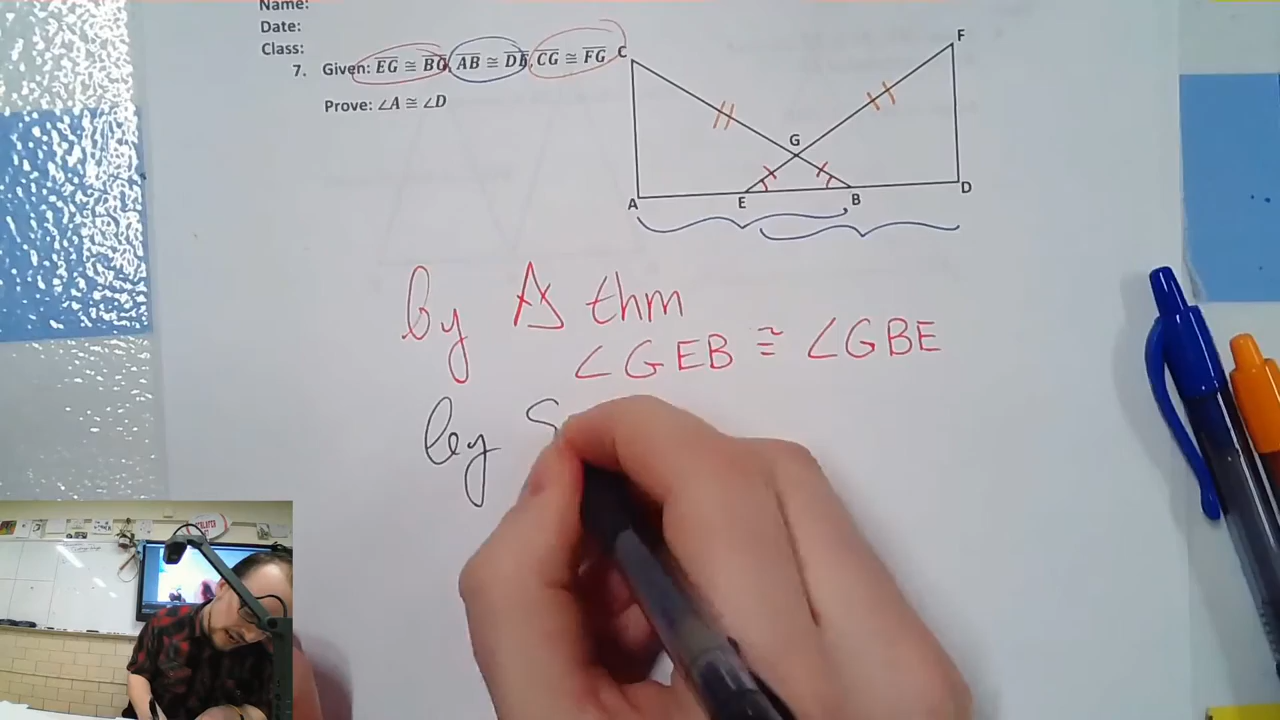 Name:
Date:
Class:
7. Given: EG ≅ BG, AB ≅ DE, CG ≅ FG
Prove: ∠A ≅ ∠D
C
F
G
A
E
B
D
by thm
∠GEB ≅ ∠GBE
by S